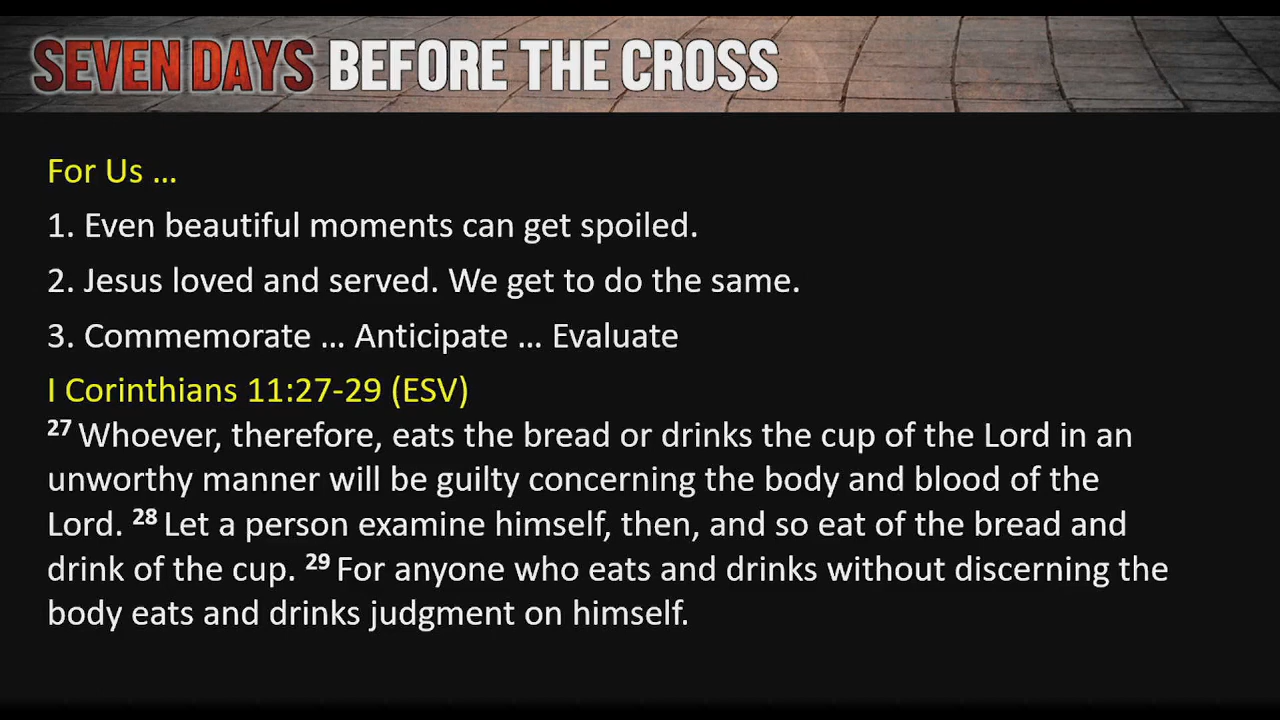 SEVEN DAYS BEFORE THE CROSS
For Us ...
1. Even beautiful moments can get spoiled.
2. Jesus loved and served. We get to do the same.
3. Commemorate ... Anticipate ... Evaluate
I Corinthians 11:27-29 (ESV)
27 Whoever, therefore, eats the bread or drinks the cup of the Lord in an
unworthy manner will be guilty concerning the body and blood of the
Lord. 28 Let a person examine himself, then, and so eat of the bread and
drink of the cup. 29 For anyone who eats and drinks without discerning the
body eats and drinks judgment on himself.